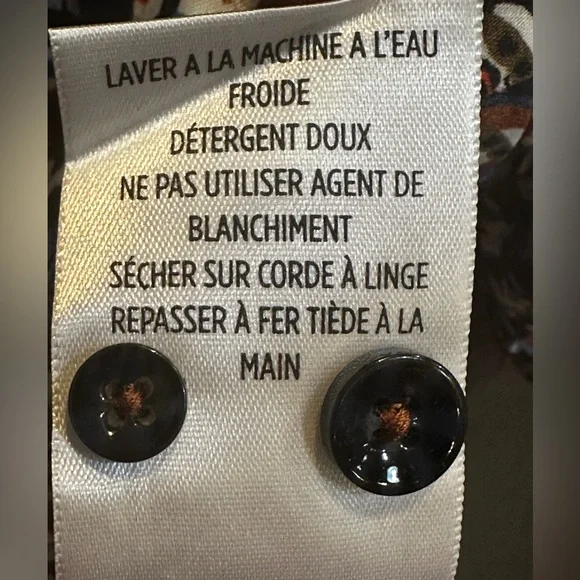 LAVER A LA MACHINE A L'EAU
FROIDE
DÉTERGENT DOUX
NE PAS UTILISER AGENT DE
BLANCHIMENT
SÉCHER SUR CORDE À LINGE
REPASSER À FER TIÈDE À LA
MAIN